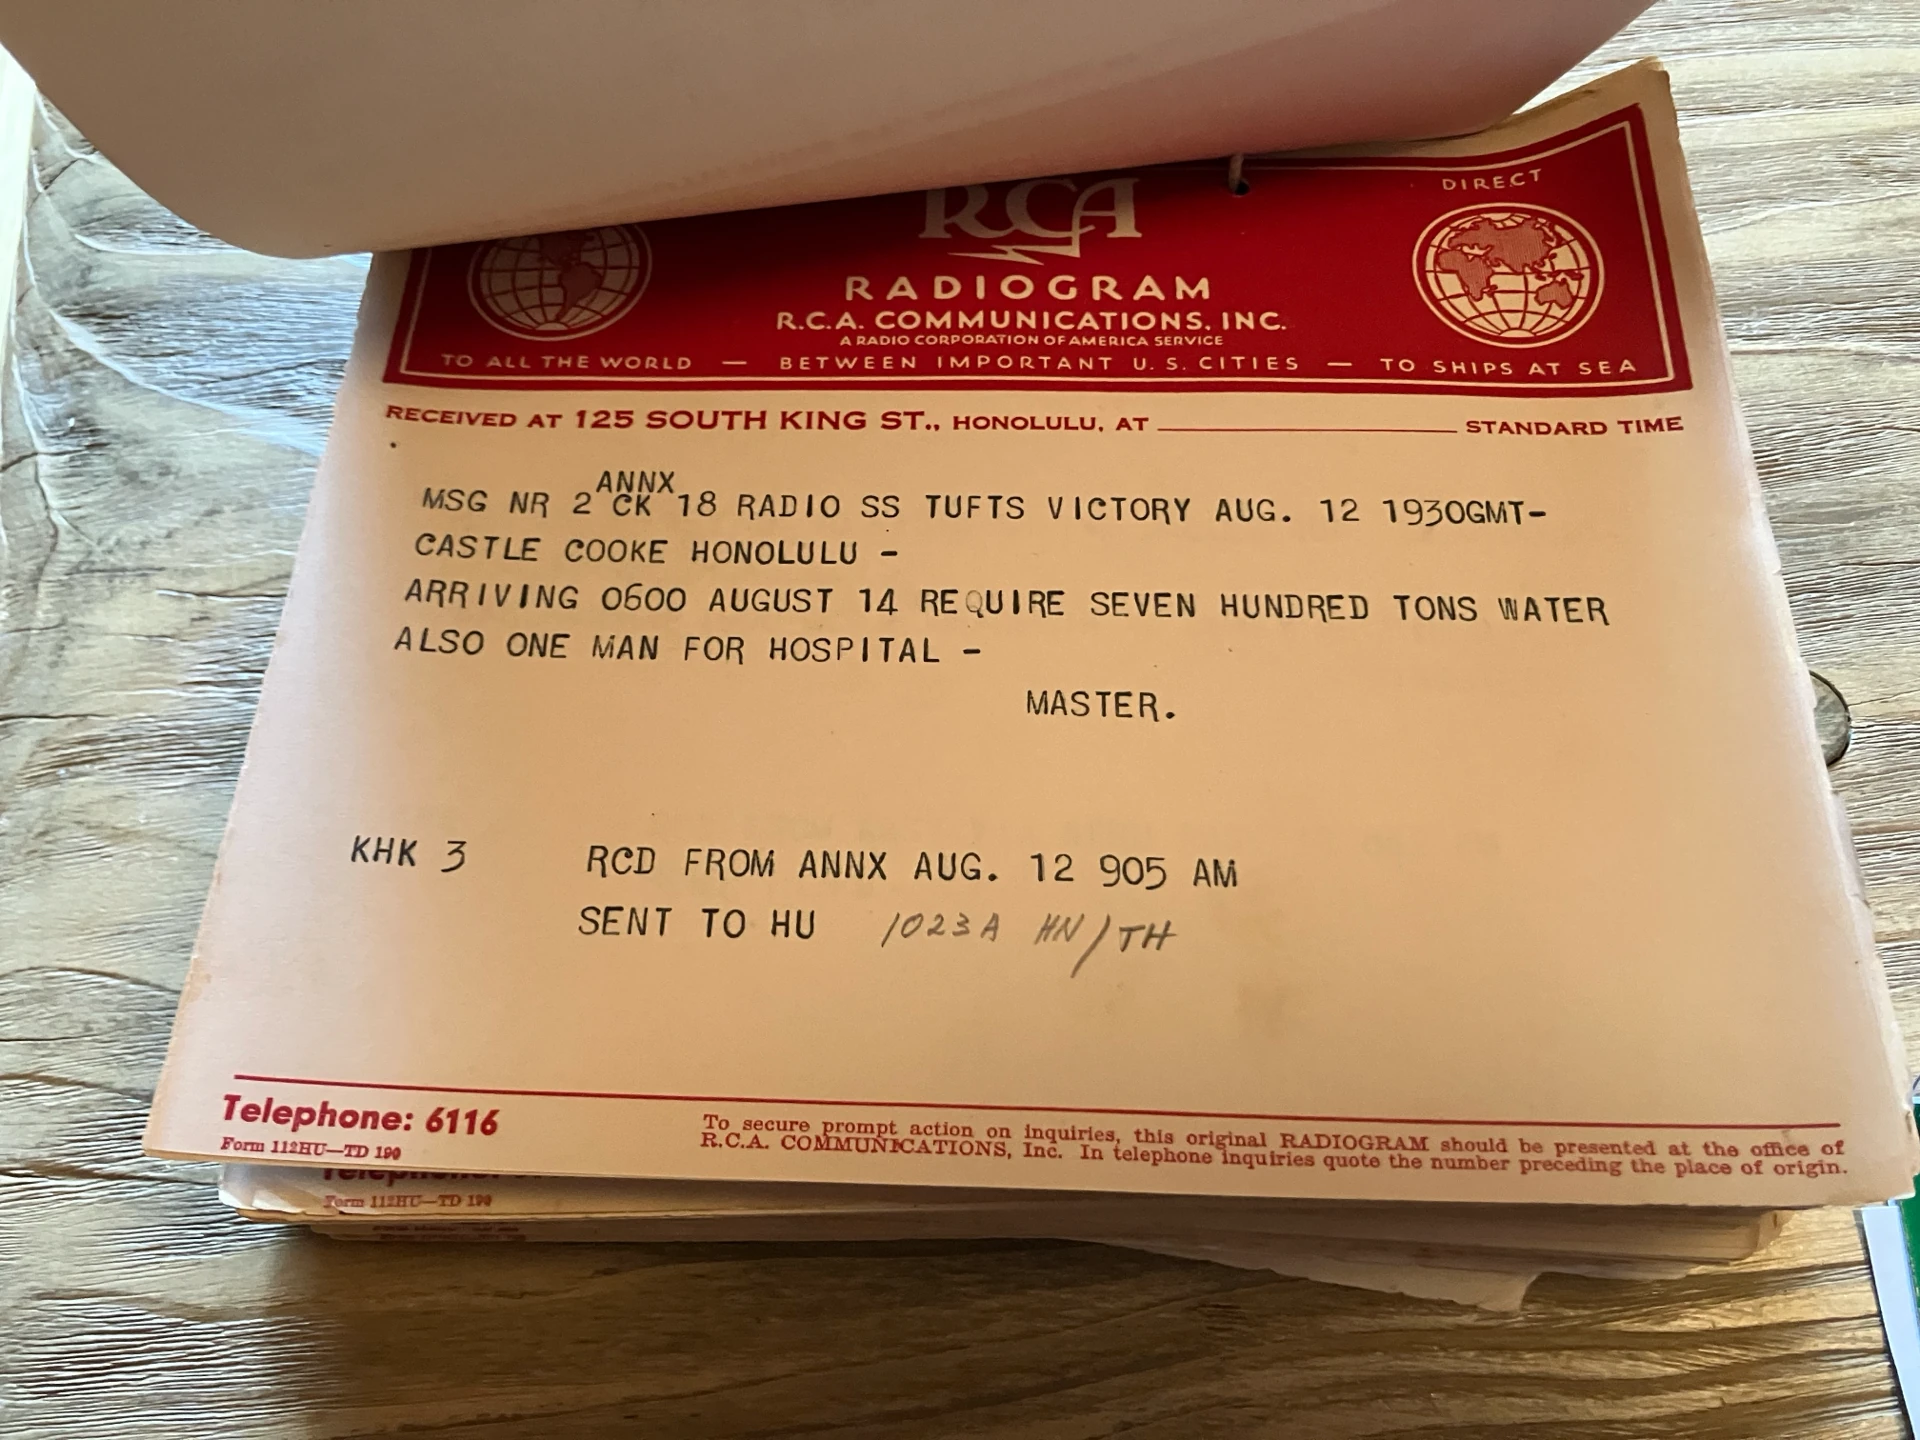 DIRECT
RCA
RADIOGRAM
R.C.A. COMMUNICATIONS, INC.
A RADIO CORPORATION OF AMERICA SERVICE
TO ALL THE WORLD — BETWEEN IMPORTANT U.S. CITIES — TO SHIPS AT SEA
RECEIVED AT 125 SOUTH KING ST., HONOLULU, AT ________ STANDARD TIME
ANNX
MSG NR 2 CK 18 RADIO SS TUFTS VICTORY AUG. 12 1930GMT-
CASTLE COOKE HONOLULU -
ARRIVING 0600 AUGUST 14 REQUIRE SEVEN HUNDRED TONS WATER
ALSO ONE MAN FOR HOSPITAL -
MASTER.
KHK 3 RCD FROM ANNX AUG. 12 905 AM
SENT TO HU 1023A HN/TH
Telephone: 6116
Form 112HU—TD 190
To secure prompt action on inquiries, this original RADIOGRAM should be presented at the office of
R.C.A. COMMUNICATIONS, Inc. In telephone inquiries quote the number preceding the place of origin.
Telephone:
Form 112HU—TD 190